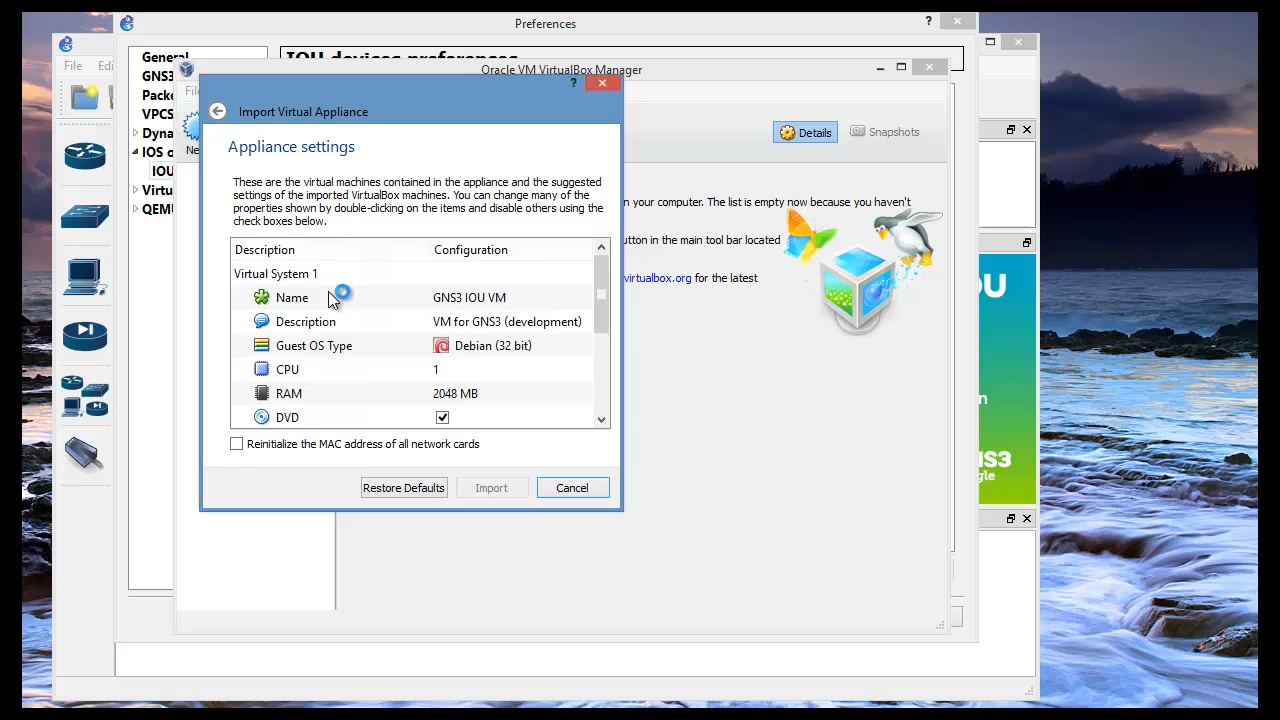 Preferences
?
General
IOU devices preferences
File
Edi
GNS3
Oracle VM VirtualBox Manager
Packe
VPCS
Dyna
IOS o
IOU
Virtu
QEMU
Fi
Ne
Details
Snapshots
n your computer. The list is empty now because you haven't
utton in the main tool bar located
virtualbox.org for the latest
?
Import Virtual Appliance
Appliance settings
These are the virtual machines contained in the appliance and the suggested
settings of the imported VirtualBox machines. You can change many of the
properties shown by double-clicking on the items and disable others using the
check boxes below.
Description Configuration
Virtual System 1
Name GNS3 IOU VM
Description VM for GNS3 (development)
Guest OS Type Debian (32 bit)
CPU 1
RAM 2048 MB
DVD
Reinitialize the MAC address of all network cards
Restore Defaults Import Cancel
OU
n
NS3
gle